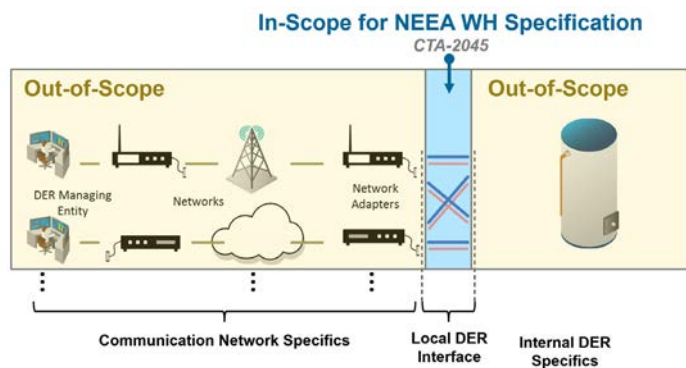 In-Scope for NEEA WH Specification
CTA-2045
Out-of-Scope
Out-of-Scope
DER Managing
Entity
Networks
Network
Adapters
Communication Network Specifics
Local DER
Interface
Internal DER
Specifics